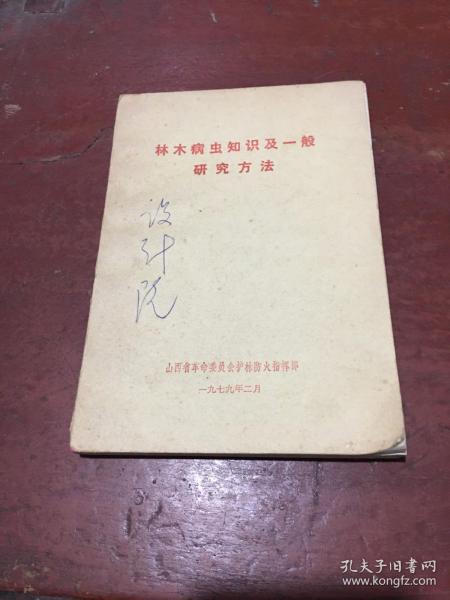 林木病虫知识及一般
研究方法
设计院
山西省革命委员会护林防火指挥部
一九七九年二月
孔夫子旧书网
www.kongfz.com